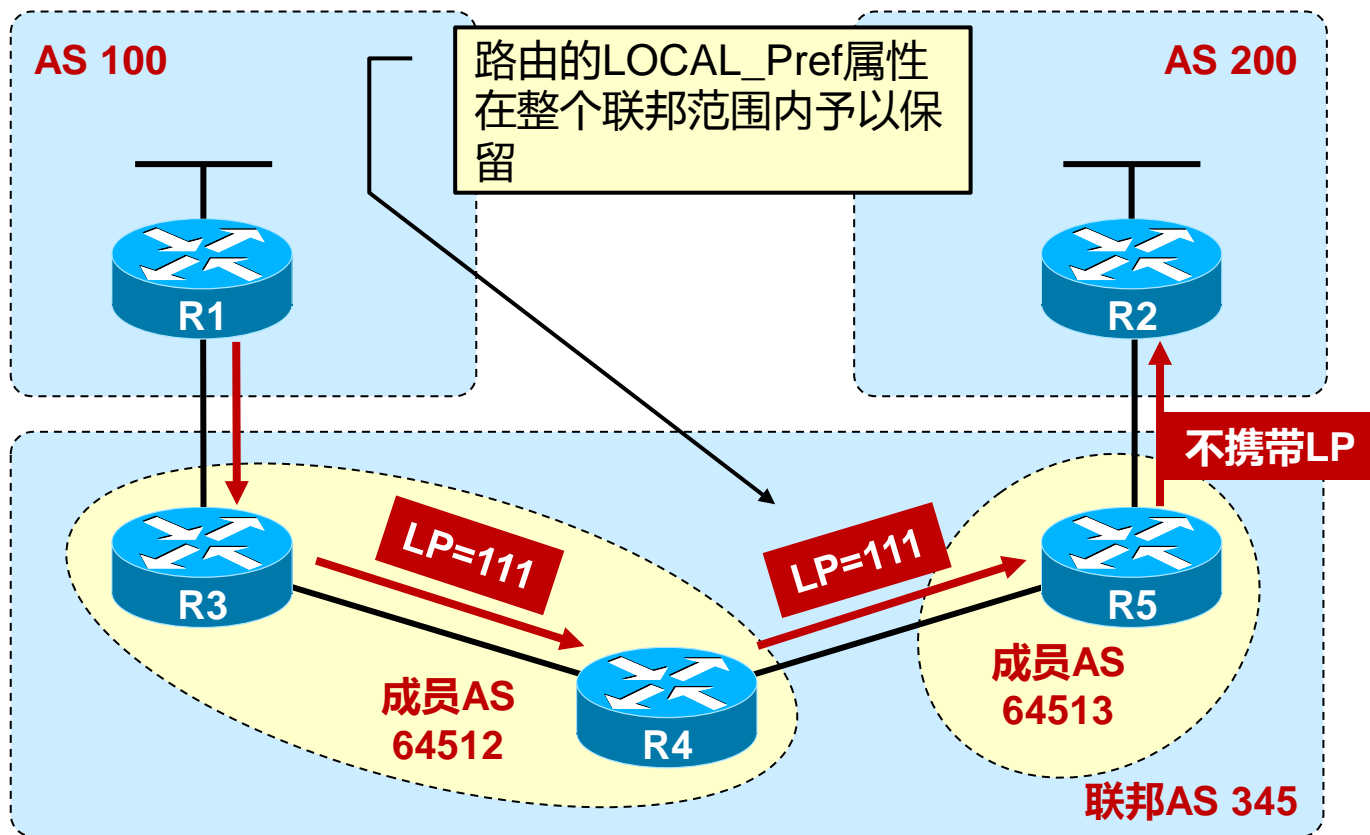 AS 100
路由的LOCAL_Pref属性
在整个联邦范围内予以保
留
AS 200
R1
R2
不携带LP
LP=111
LP=111
R3
R5
成员AS
64512
R4
成员AS
64513
联邦AS 345